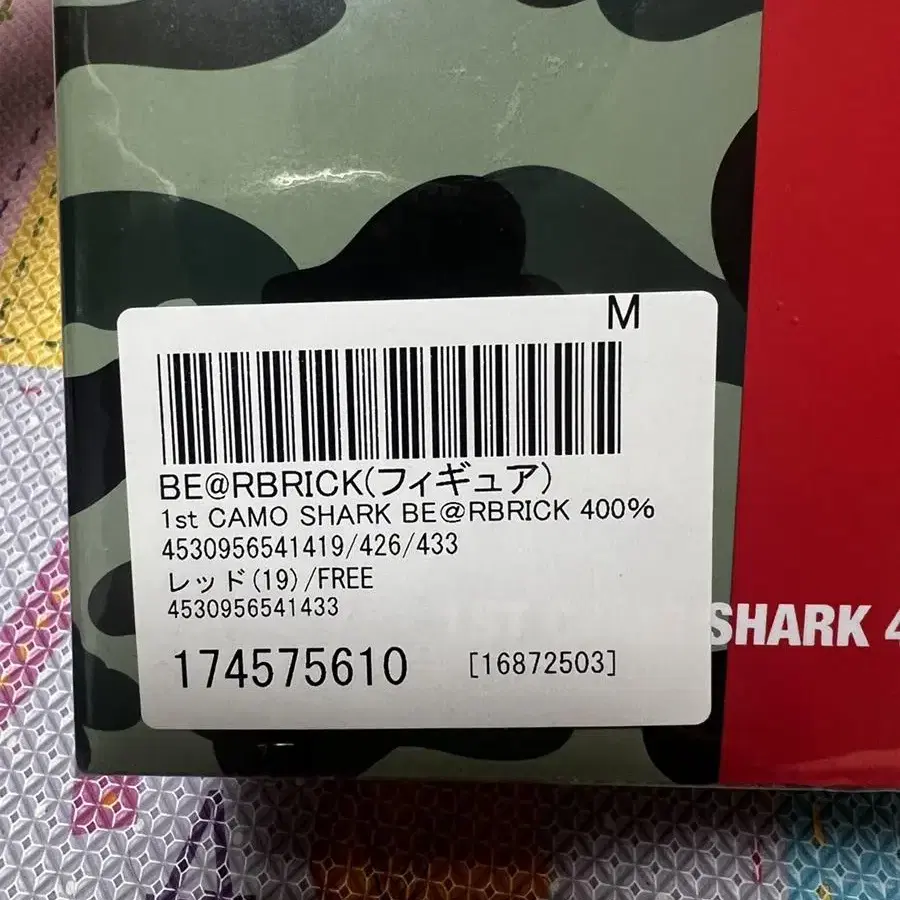 M
BE@RBRICK(フィギュア)
1st CAMO SHARK BE@RBRICK 400%
4530956541419/426/433
レッド(19)/FREE
4530956541433
174575610 [16872503]
1ST SHARK 4